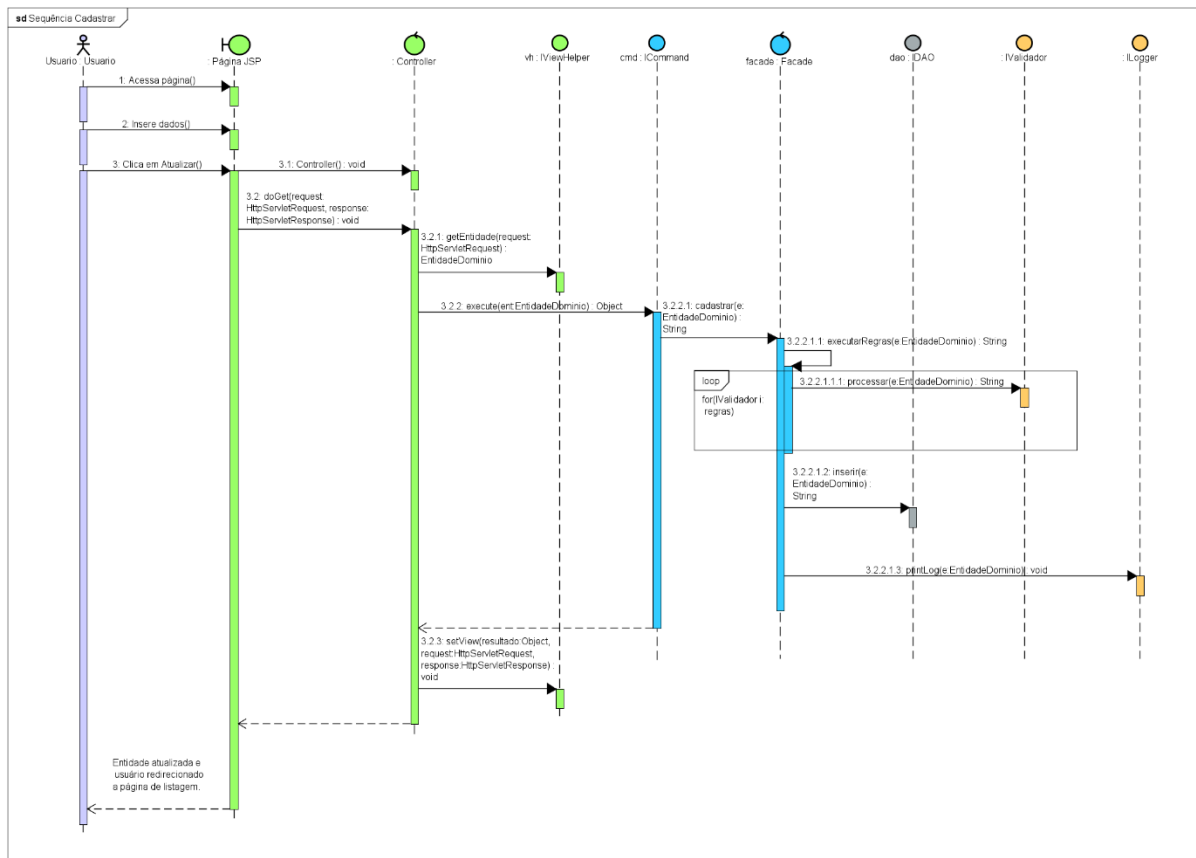 sd Sequência Cadastrar
Usuario : Usuario
: Página JSP
: Controller
vh : IViewHelper
cmd : ICommand
facade : Facade
dao : IDAO
: IValidador
: ILogger
1: Acessa página()
2: Insere dados()
3: Clica em Atualizar()
3.1: Controller() : void
3.2: doGet(request:
HttpServletRequest, response:
HttpServletResponse) : void
3.2.1: getEntidade(request:
HttpServletRequest) :
EntidadeDominio
3.2.2: execute(ent:EntidadeDominio) : Object
3.2.2.1: cadastrar(e:
EntidadeDominio) :
String
3.2.2.1.1: executarRegras(e:EntidadeDominio) : String
loop
for(IValidador i:
regras)
3.2.2.1.1.1: processar(e:EntidadeDominio) : String
3.2.2.1.2: inserir(e:
EntidadeDominio) :
String
3.2.2.1.3: printLog(e:EntidadeDominio) : void
3.2.3: setView(resultado:Object,
request:HttpServletRequest,
response:HttpServletResponse) :
void
Entidade atualizada e
usuário redirecionado
a página de listagem.